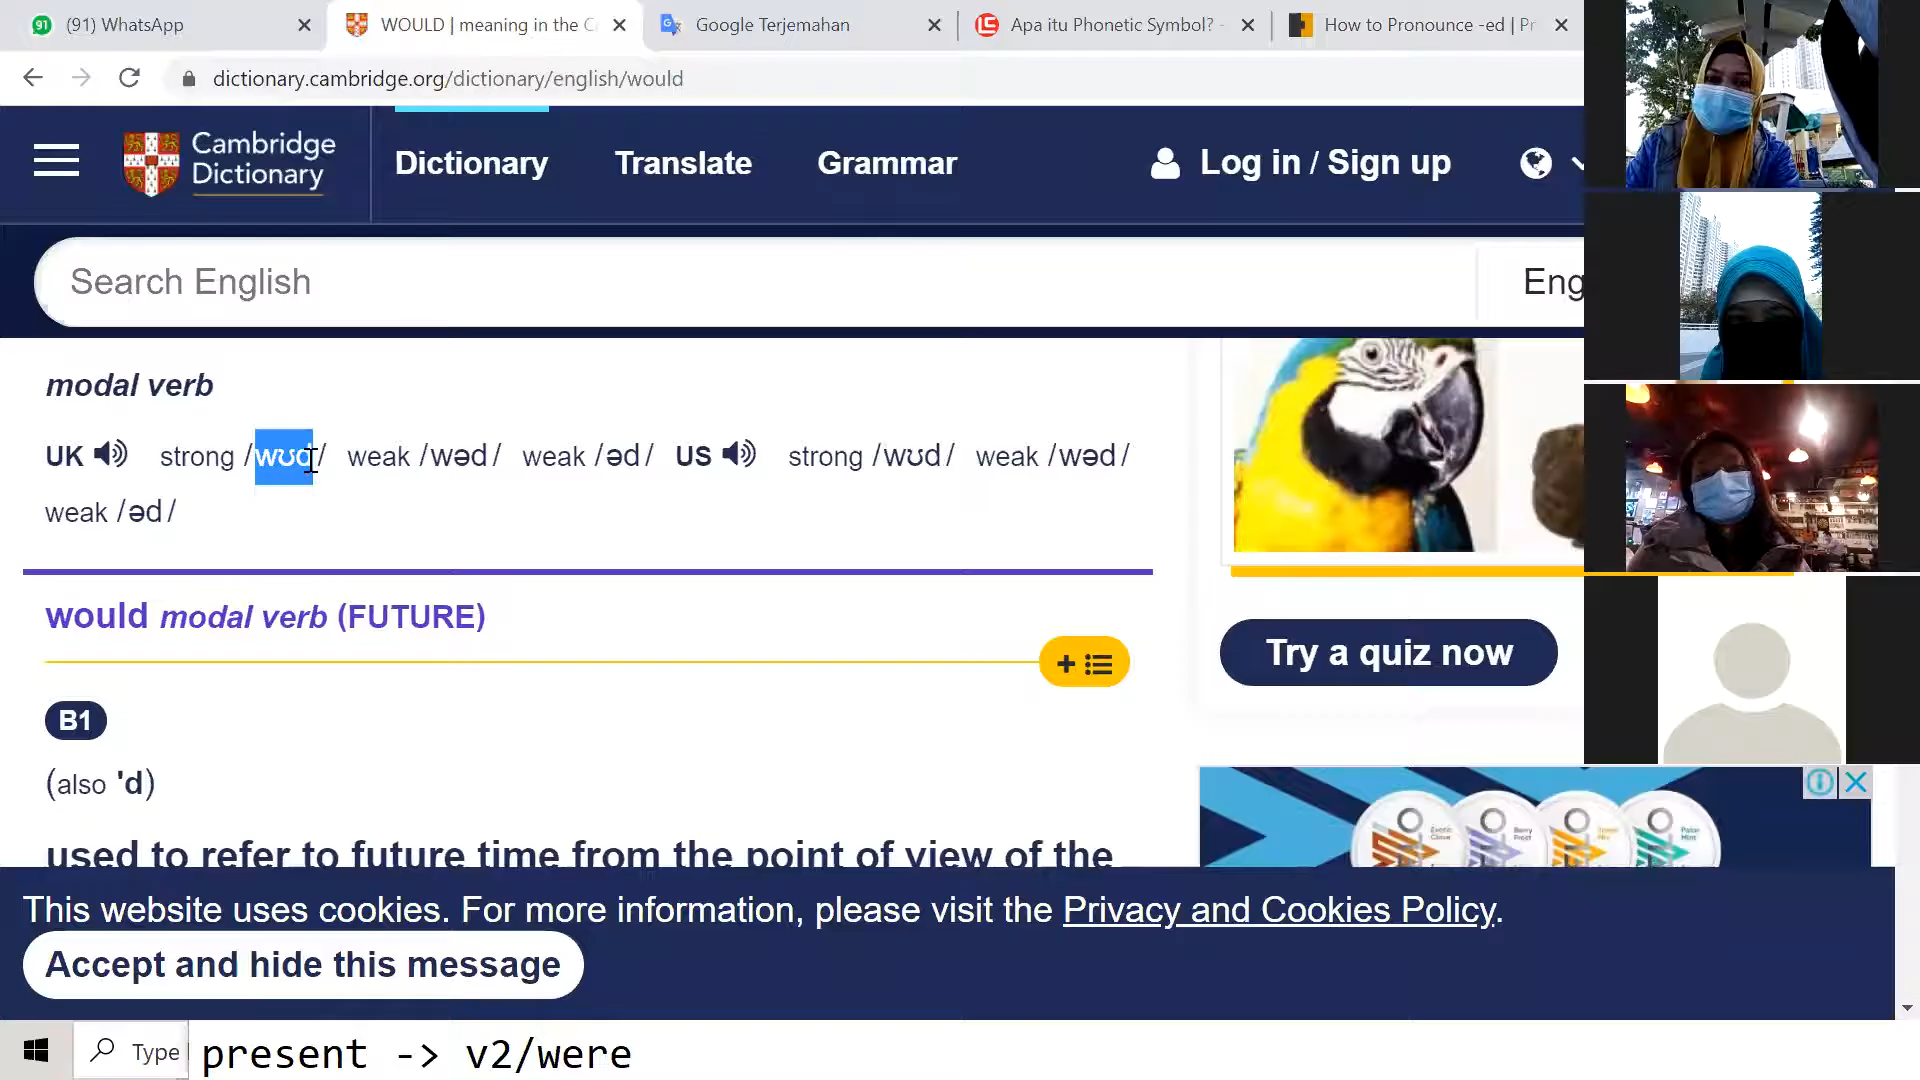 (91) WhatsApp
WOULD | meaning in the C
Google Terjemahan
Apa itu Phonetic Symbol? -
How to Pronounce -ed | Pr
dictionary.cambridge.org/dictionary/english/would
Cambridge
Dictionary
Dictionary
Translate
Grammar
Log in / Sign up
Search English
Eng
modal verb
UK strong /wʊd/ weak /wəd/ weak /əd/ US strong /wʊd/ weak /wəd/
weak /əd/
would modal verb (FUTURE)
B1
(also 'd)
used to refer to future time from the point of view of the
Try a quiz now
This website uses cookies. For more information, please visit the Privacy and Cookies Policy.
Accept and hide this message
Type
present -> v2/were